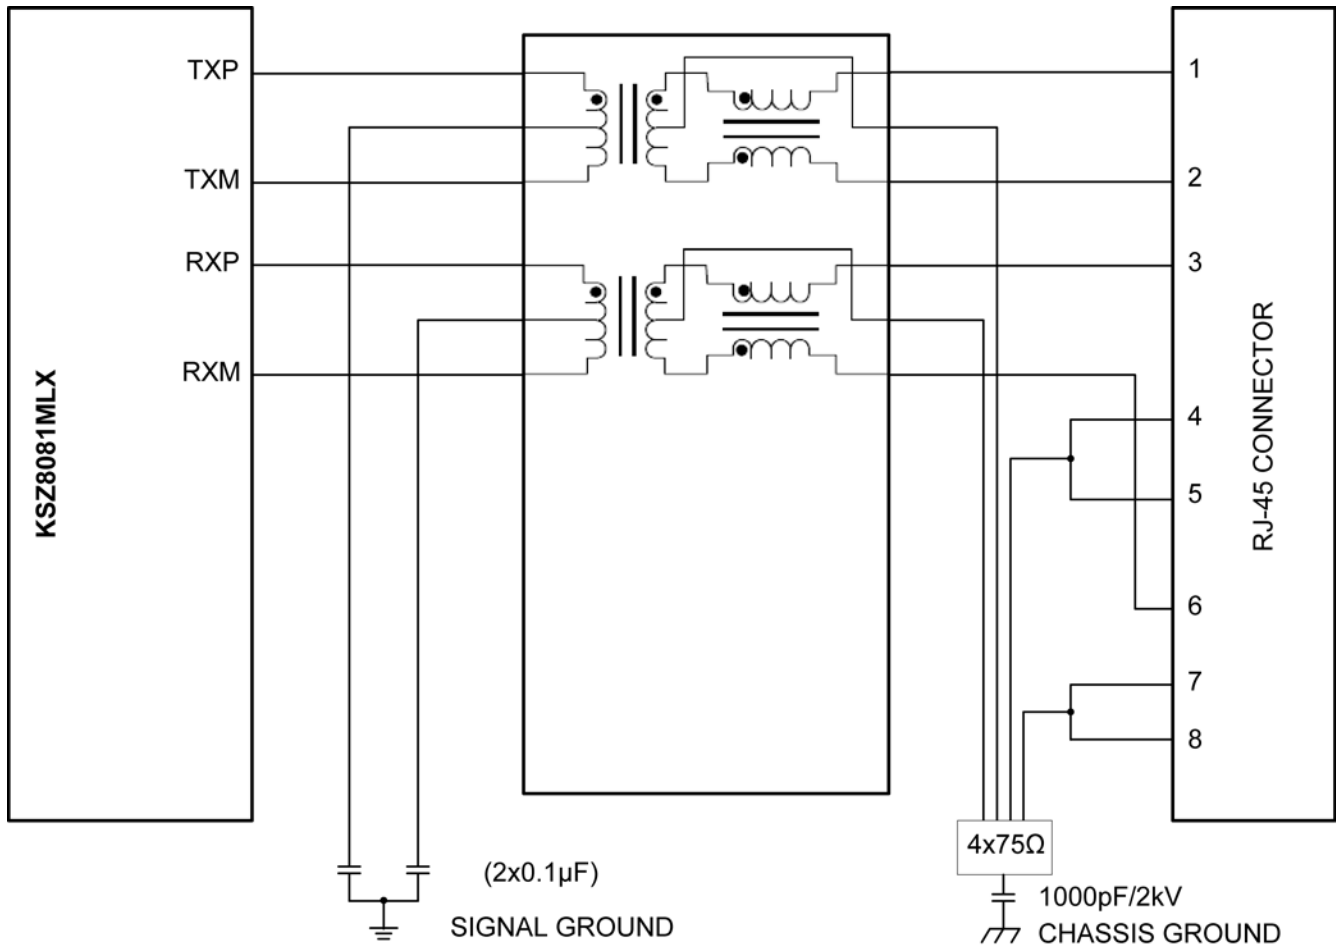 TXP
TXM
RXP
RXM
KSZ8081MLX
1
2
3
4
5
6
7
8
RJ-45 CONNECTOR
(2x0.1µF)
SIGNAL GROUND
4x75Ω
1000pF/2kV
CHASSIS GROUND